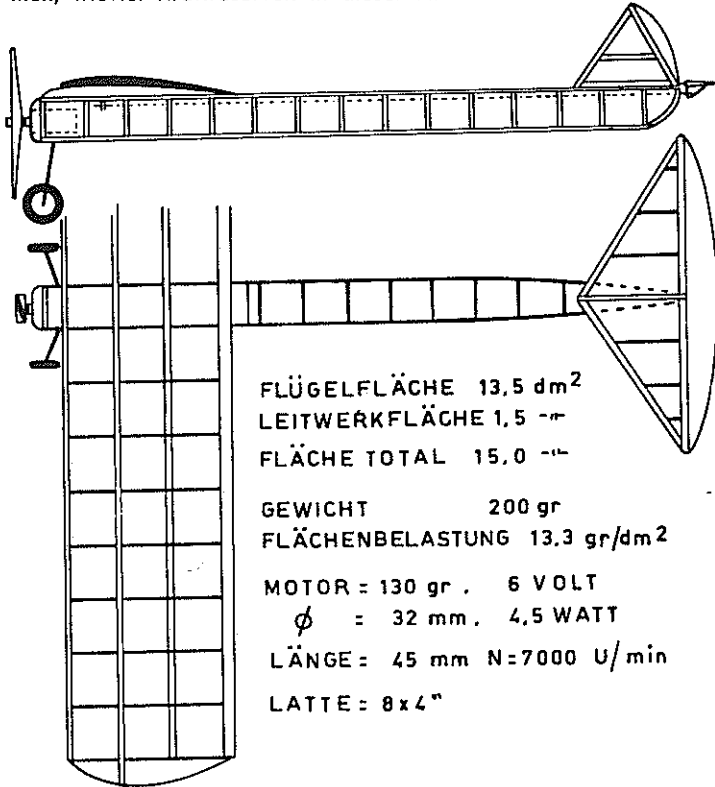 FLÜGELFLÄCHE 13,5 dm²
LEITWERKFLÄCHE 1,5 -"-
FLÄCHE TOTAL 15,0 -"-
GEWICHT 200 gr
FLÄCHENBELASTUNG 13.3 gr/dm²
MOTOR = 130 gr . 6 VOLT
ϕ = 32 mm . 4,5 WATT
LÄNGE = 45 mm N=7000 U/min
LATTE = 8x4"